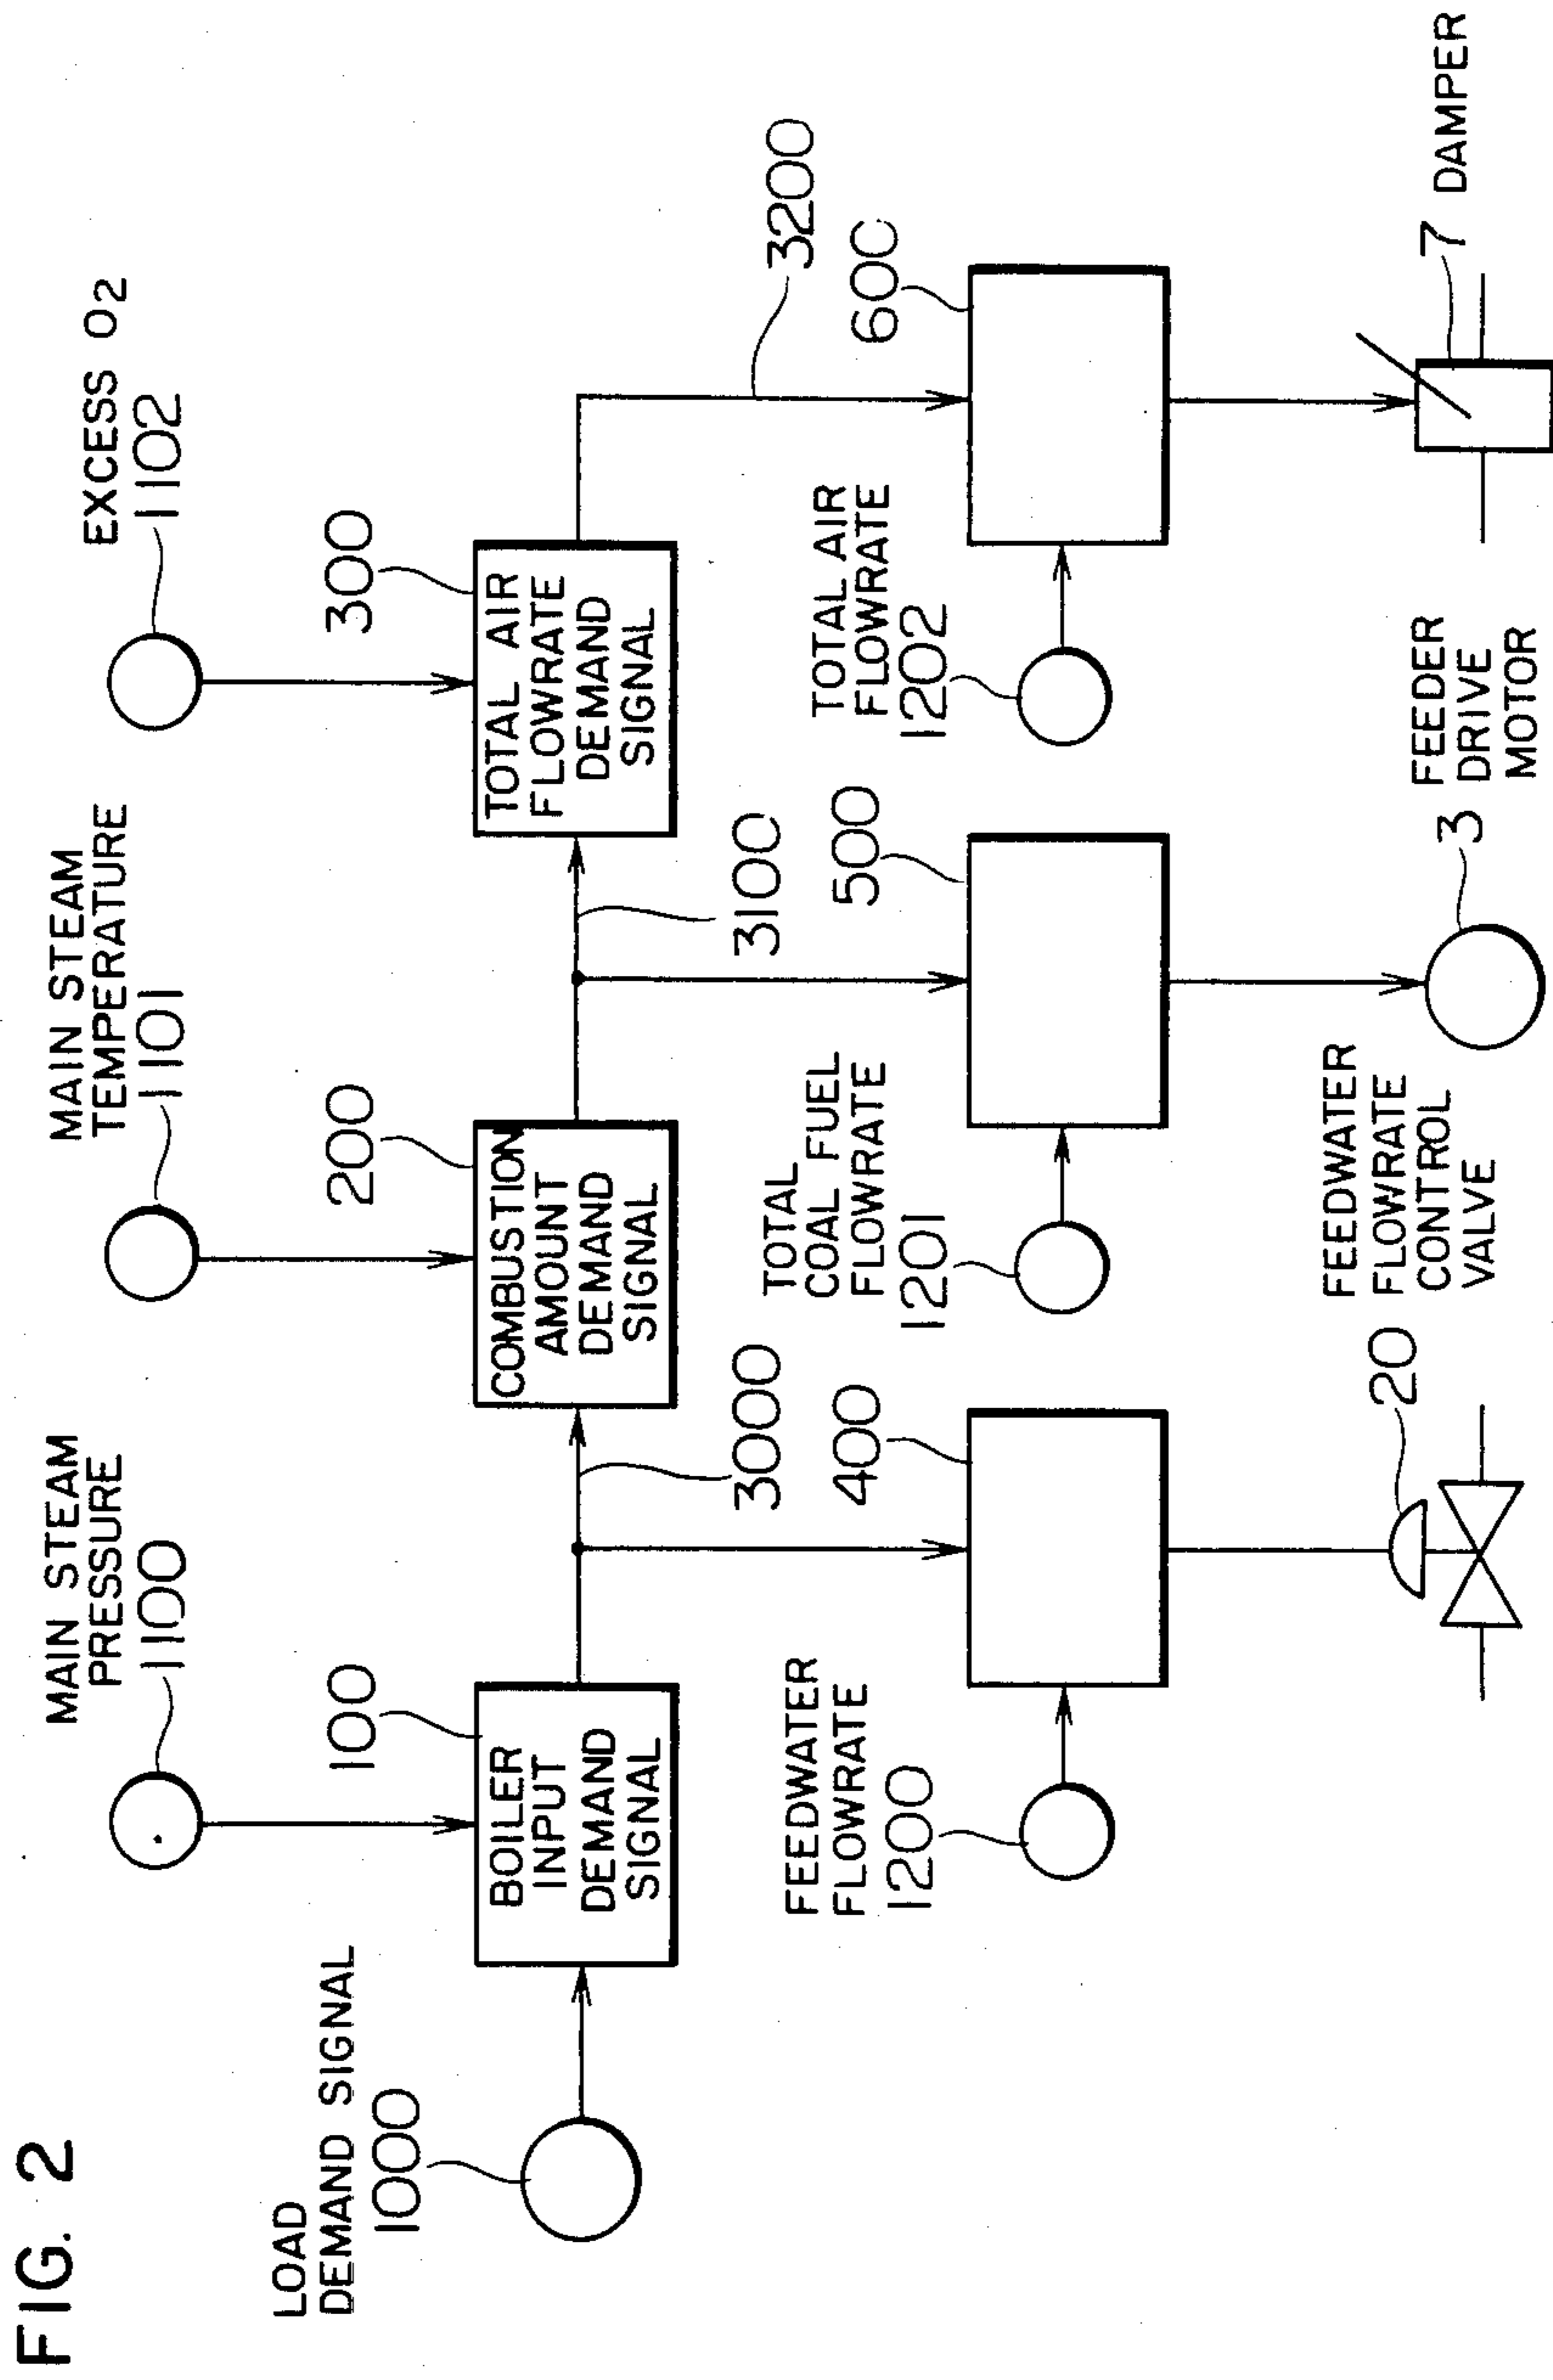 FIG. 2
LOAD
DEMAND SIGNAL
1000
MAIN STEAM
PRESSURE
1100
MAIN STEAM
TEMPERATURE
1101
EXCESS O2
1102
100
BOILER
INPUT
DEMAND
SIGNAL
200
COMBUSTION
AMOUNT
DEMAND
SIGNAL
300
TOTAL AIR
FLOWRATE
DEMAND
SIGNAL
3000
3100
3200
FEEDWATER
FLOWRATE
1200
400
TOTAL
COAL FUEL
FLOWRATE
1201
500
TOTAL AIR
FLOWRATE
1202
60C
FEEDWATER
FLOWRATE
CONTROL
VALVE
20
FEEDER
DRIVE
MOTOR
3
7 DAMPER